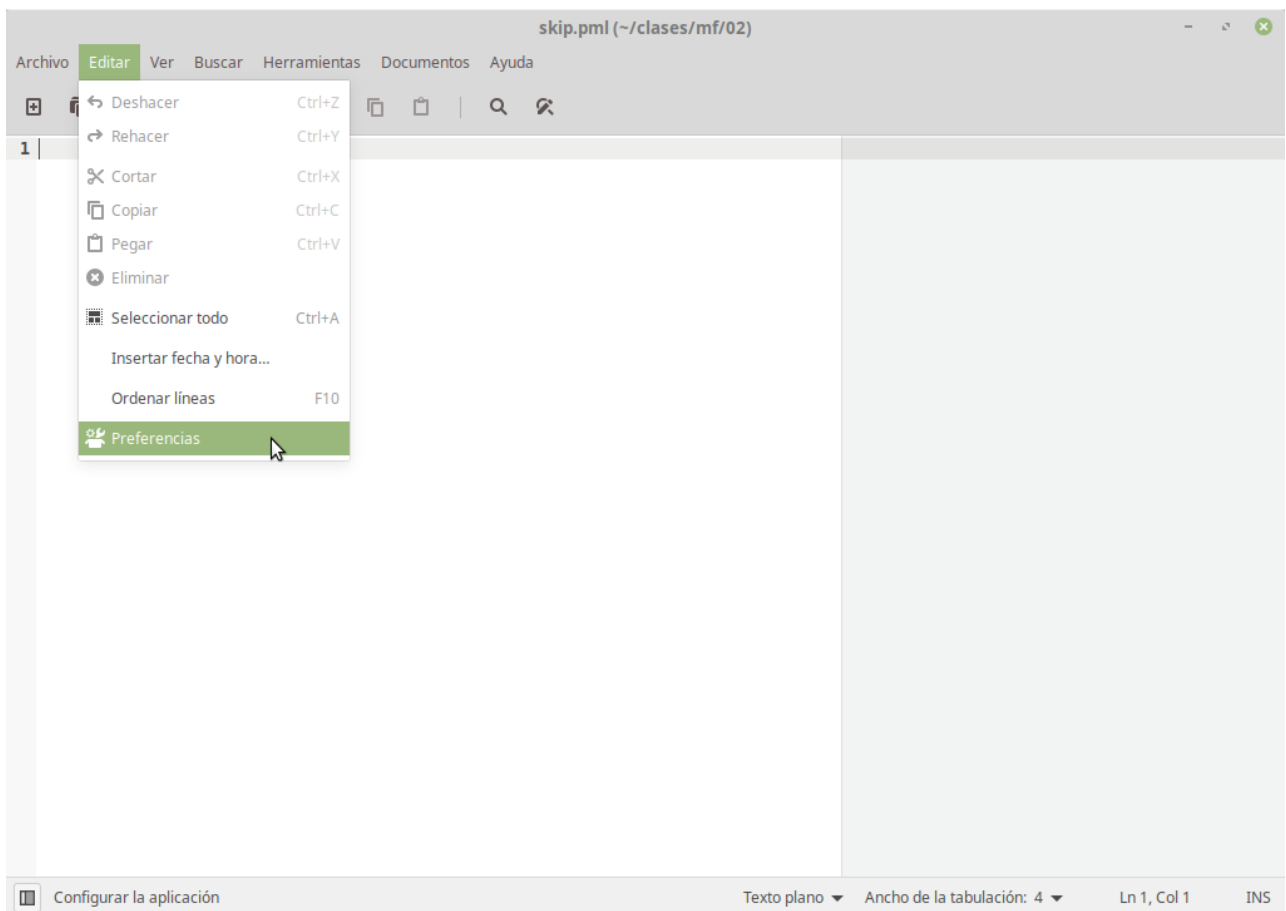 skip.pml (~/clases/mf/02)
Archivo Editar Ver Buscar Herramientas Documentos Ayuda
Deshacer Ctrl+Z
Rehacer Ctrl+Y
1
Cortar Ctrl+X
Copiar Ctrl+C
Pegar Ctrl+V
Eliminar
Seleccionar todo Ctrl+A
Insertar fecha y hora...
Ordenar líneas F10
Preferencias
Configurar la aplicación Texto plano Ancho de la tabulación: 4 Ln 1, Col 1 INS